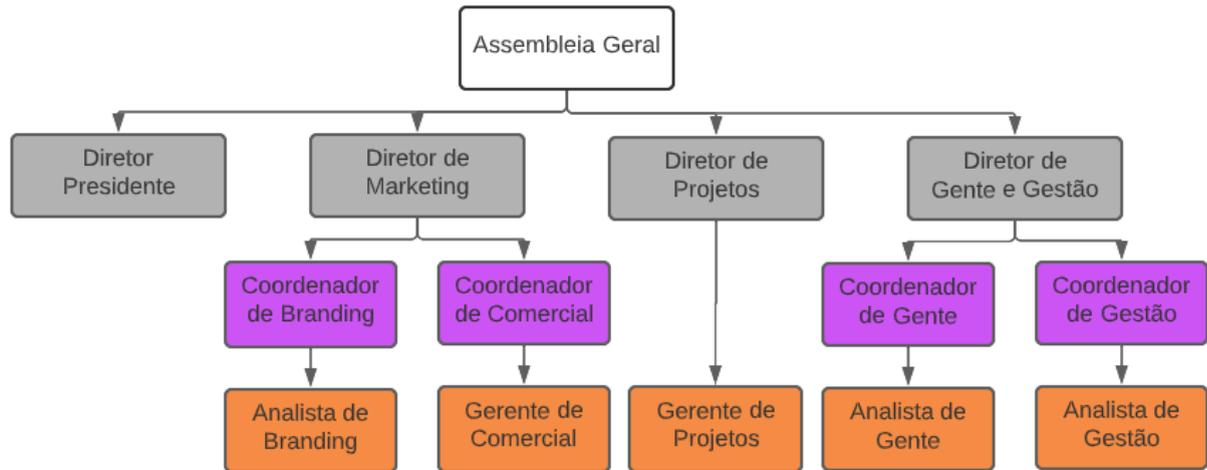 Assembleia Geral
Diretor
Presidente
Diretor de
Marketing
Diretor de
Projetos
Diretor de
Gente e Gestão
Coordenador
de Branding
Coordenador
de Comercial
Coordenador
de Gente
Coordenador
de Gestão
Analista de
Branding
Gerente de
Comercial
Gerente de
Projetos
Analista de
Gente
Analista de
Gestão